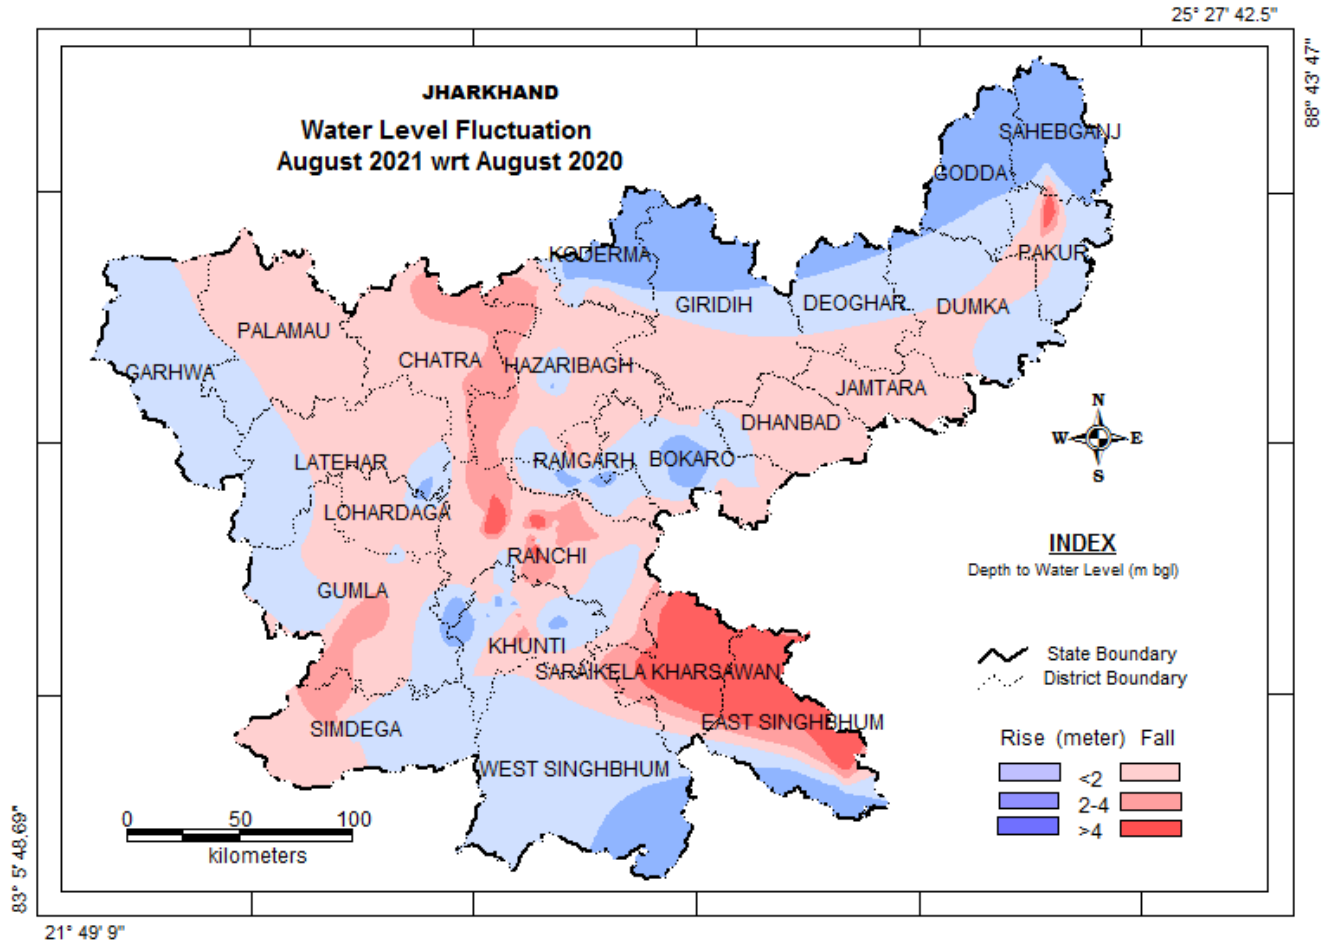 25° 27' 42.5"
88° 43' 47"
JHARKHAND
Water Level Fluctuation
August 2021 wrt August 2020
SAHEBGANJ
GODDA
KODERMA
PAKUR
GIRIDIH
DEOGHAR
DUMKA
PALAMAU
CHATRA
HAZARIBAGH
GARHWA
JAMTARA
DHANBAD
N
W
E
S
LATEHAR
RAMGARH
BOKARO
LOHARDAGA
RANCHI
INDEX
Depth to Water Level (m bgl)
GUMLA
KHUNTI
SARAIKELA KHARSAWAN
State Boundary
District Boundary
SIMDEGA
EAST SINGHBHUM
WEST SINGHBHUM
Rise (meter) Fall
<2
2-4
>4
0 50 100
kilometers
83° 5' 48.69"
21° 49' 9"